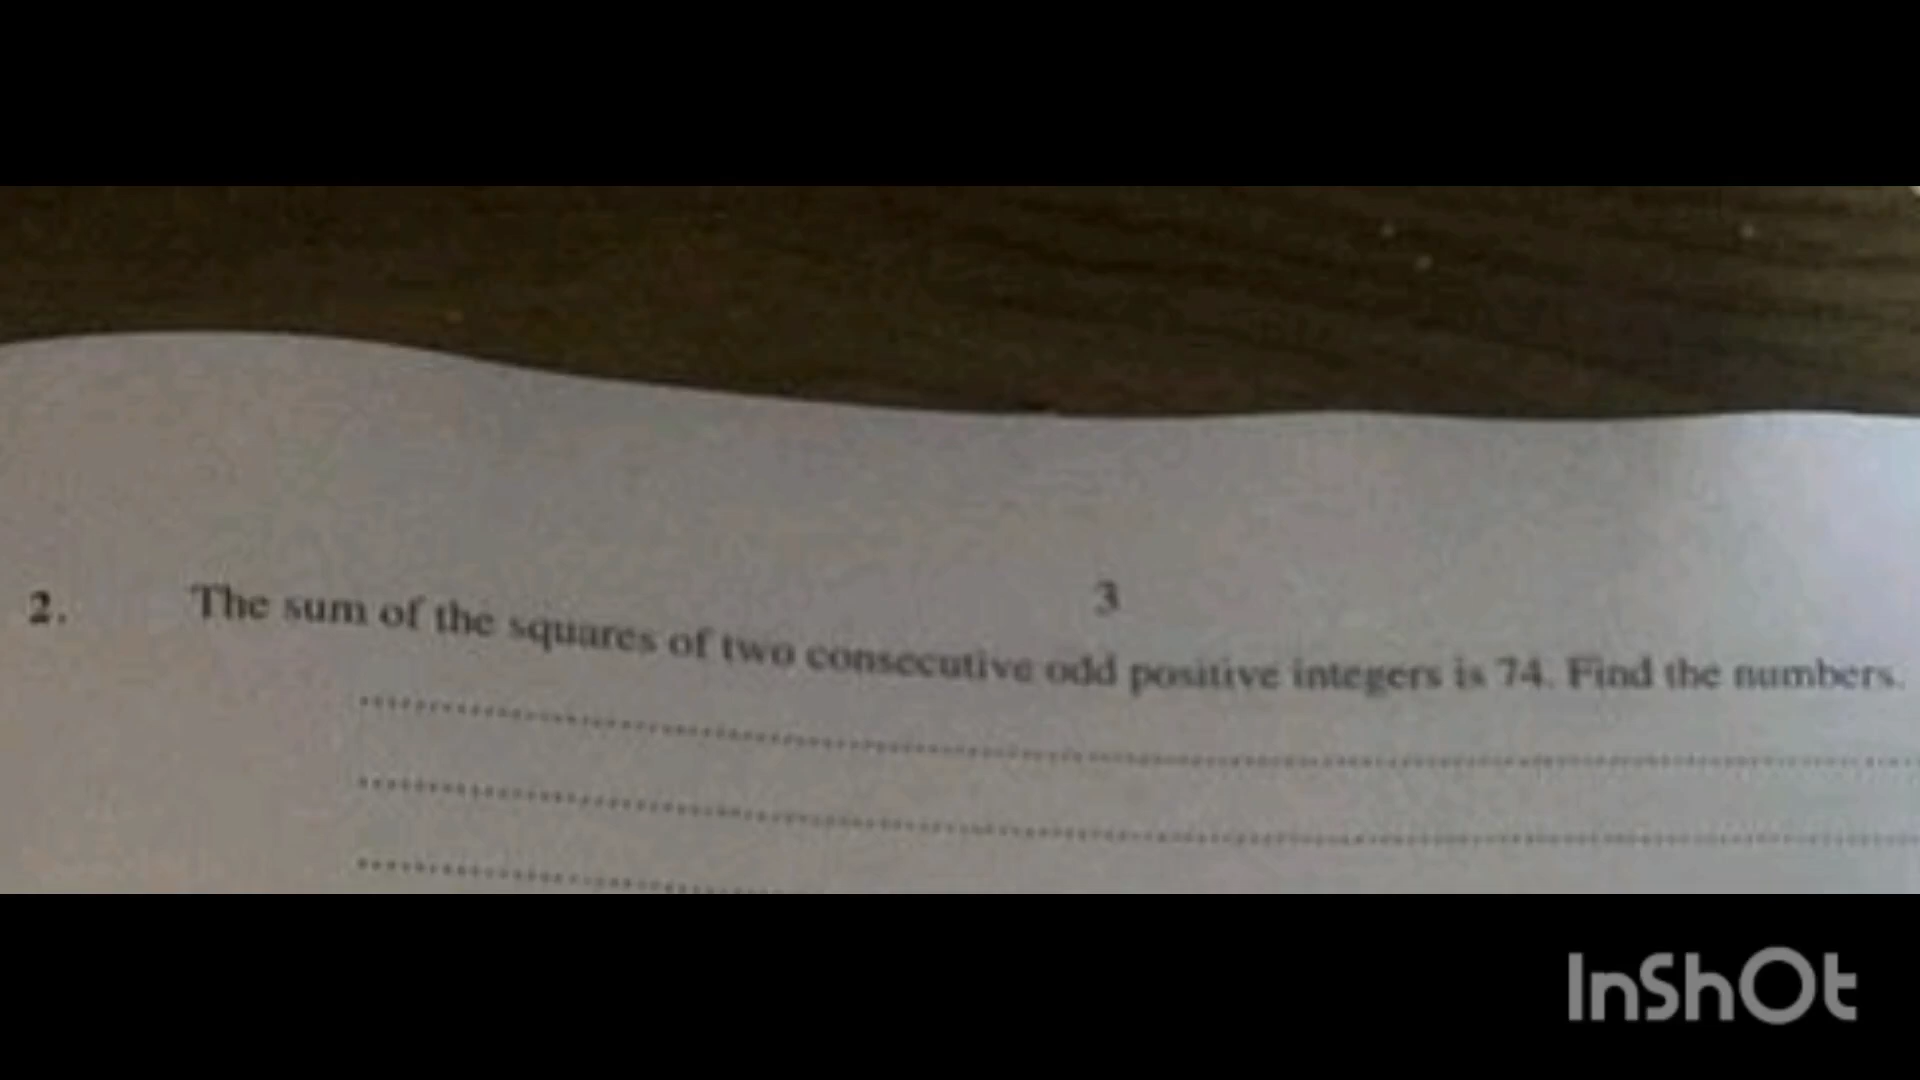 3
2. The sum of the squares of two consecutive odd positive integers is 74. Find the numbers.
InShOt